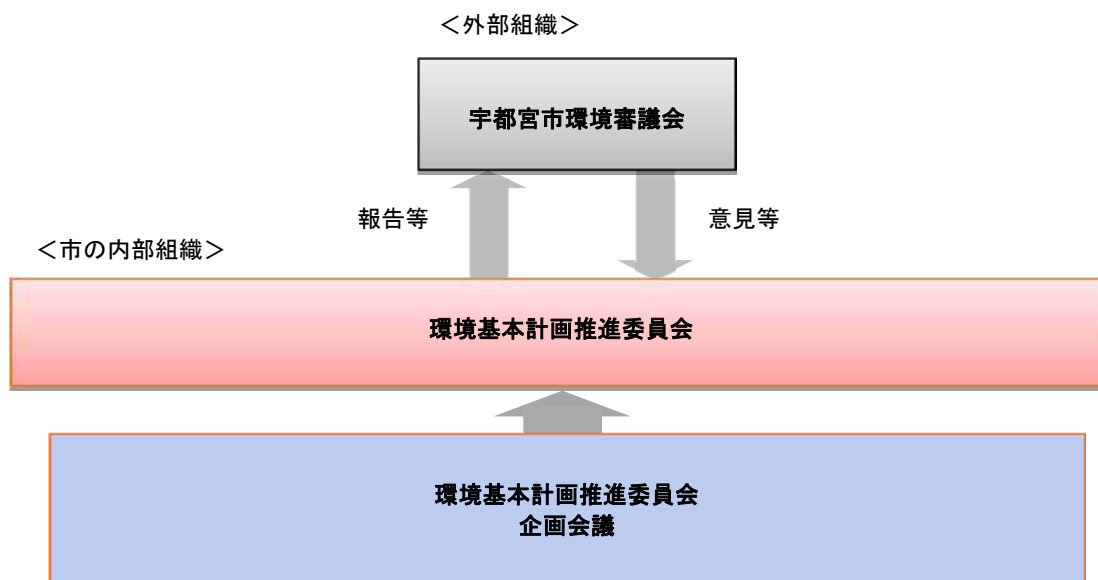 ＜外部組織＞
宇都宮市環境審議会
報告等
意見等
＜市の内部組織＞
環境基本計画推進委員会
環境基本計画推進委員会
企画会議